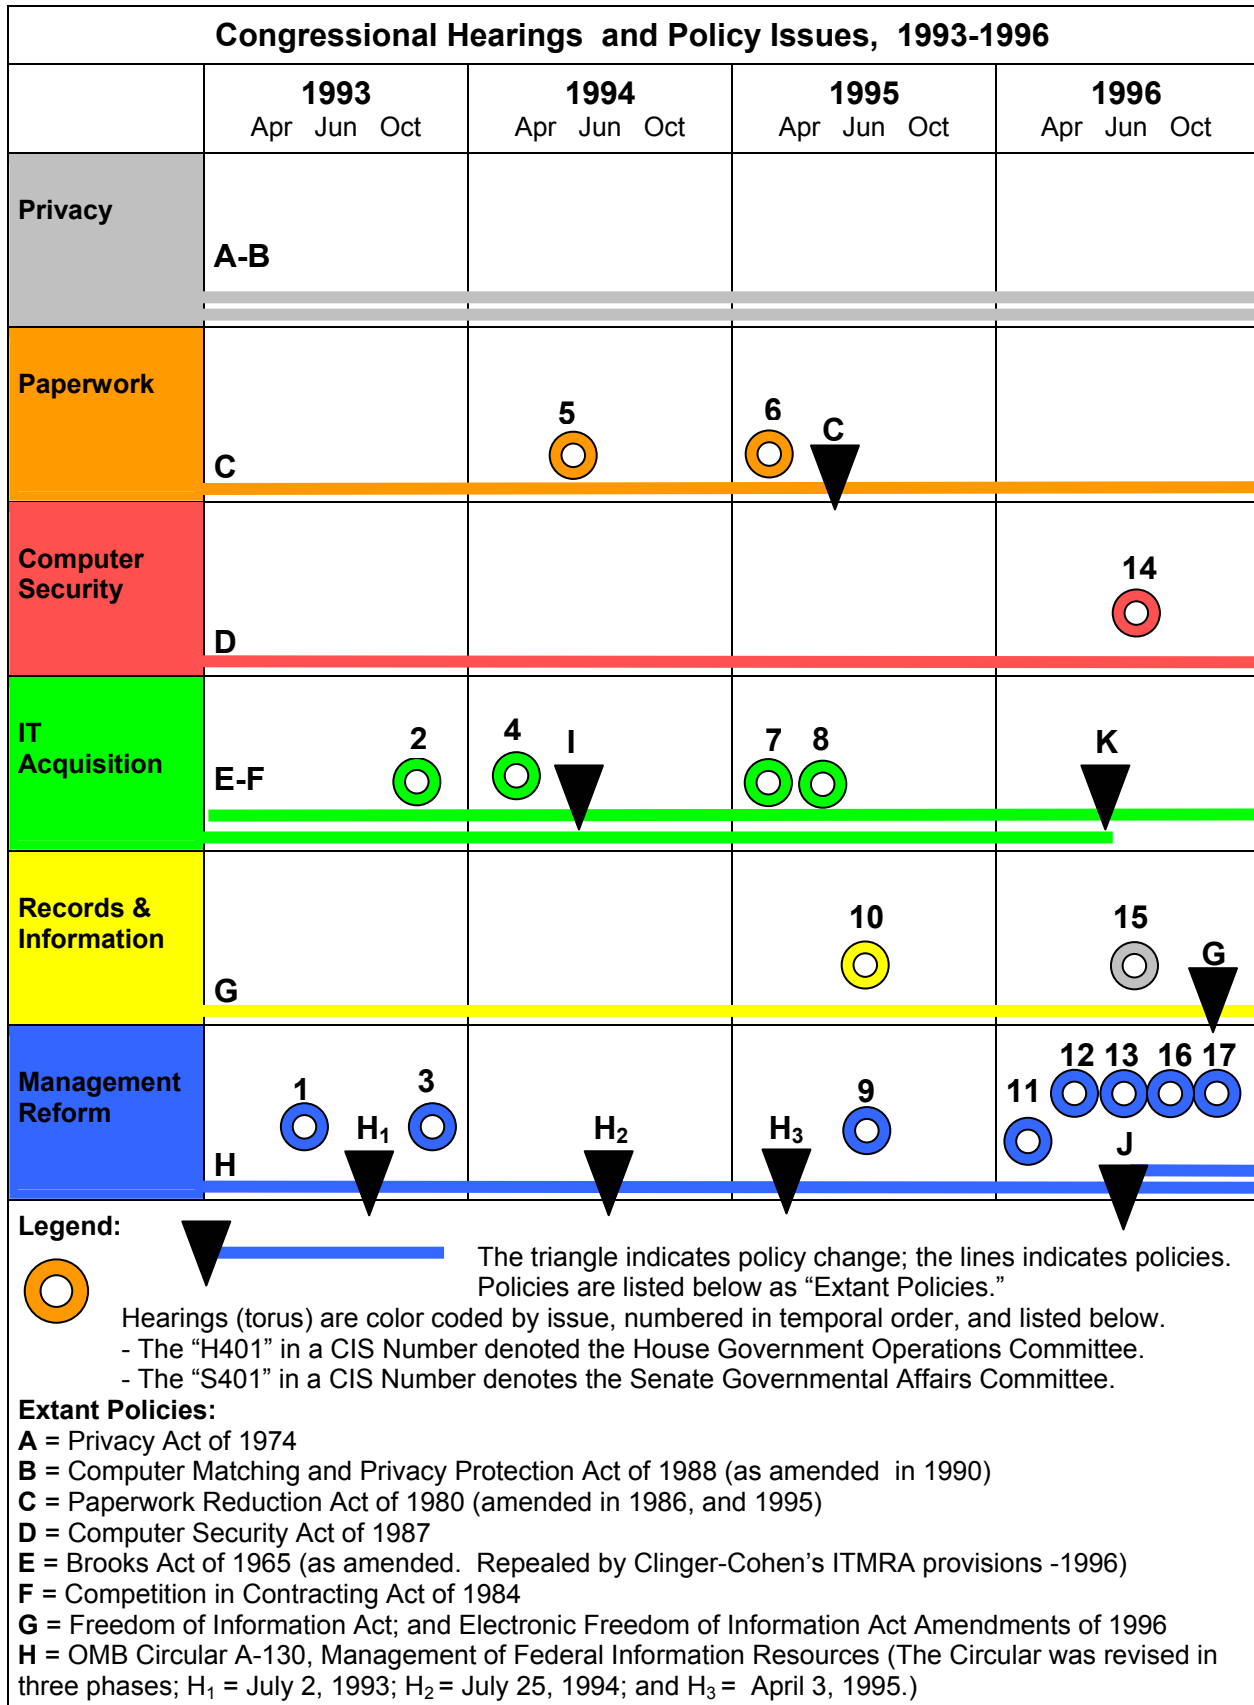 Congressional Hearings and Policy Issues, 1993-1996
1993 1994 1995 1996
Apr Jun Oct Apr Jun Oct Apr Jun Oct Apr Jun Oct
Privacy
A-B
Paperwork
5 6 C
C
Computer
Security
14
D
IT
Acquisition
2 4 I 7 8 K
E-F
Records &
Information
10 15 G
G
Management
Reform
1 H₁ 3 H₂ H₃ 9 11 12 13 16 17
J
H
Legend:
The triangle indicates policy change; the lines indicates policies.
Policies are listed below as “Extant Policies.”
Hearings (torus) are color coded by issue, numbered in temporal order, and listed below.
- The “H401” in a CIS Number denoted the House Government Operations Committee.
- The “S401” in a CIS Number denotes the Senate Governmental Affairs Committee.
Extant Policies:
A = Privacy Act of 1974
B = Computer Matching and Privacy Protection Act of 1988 (as amended in 1990)
C = Paperwork Reduction Act of 1980 (amended in 1986, and 1995)
D = Computer Security Act of 1987
E = Brooks Act of 1965 (as amended. Repealed by Clinger-Cohen’s ITMRA provisions -1996)
F = Competition in Contracting Act of 1984
G = Freedom of Information Act; and Electronic Freedom of Information Act Amendments of 1996
H = OMB Circular A-130, Management of Federal Information Resources (The Circular was revised in
three phases; H₁ = July 2, 1993; H₂ = July 25, 1994; and H₃ = April 3, 1995.)